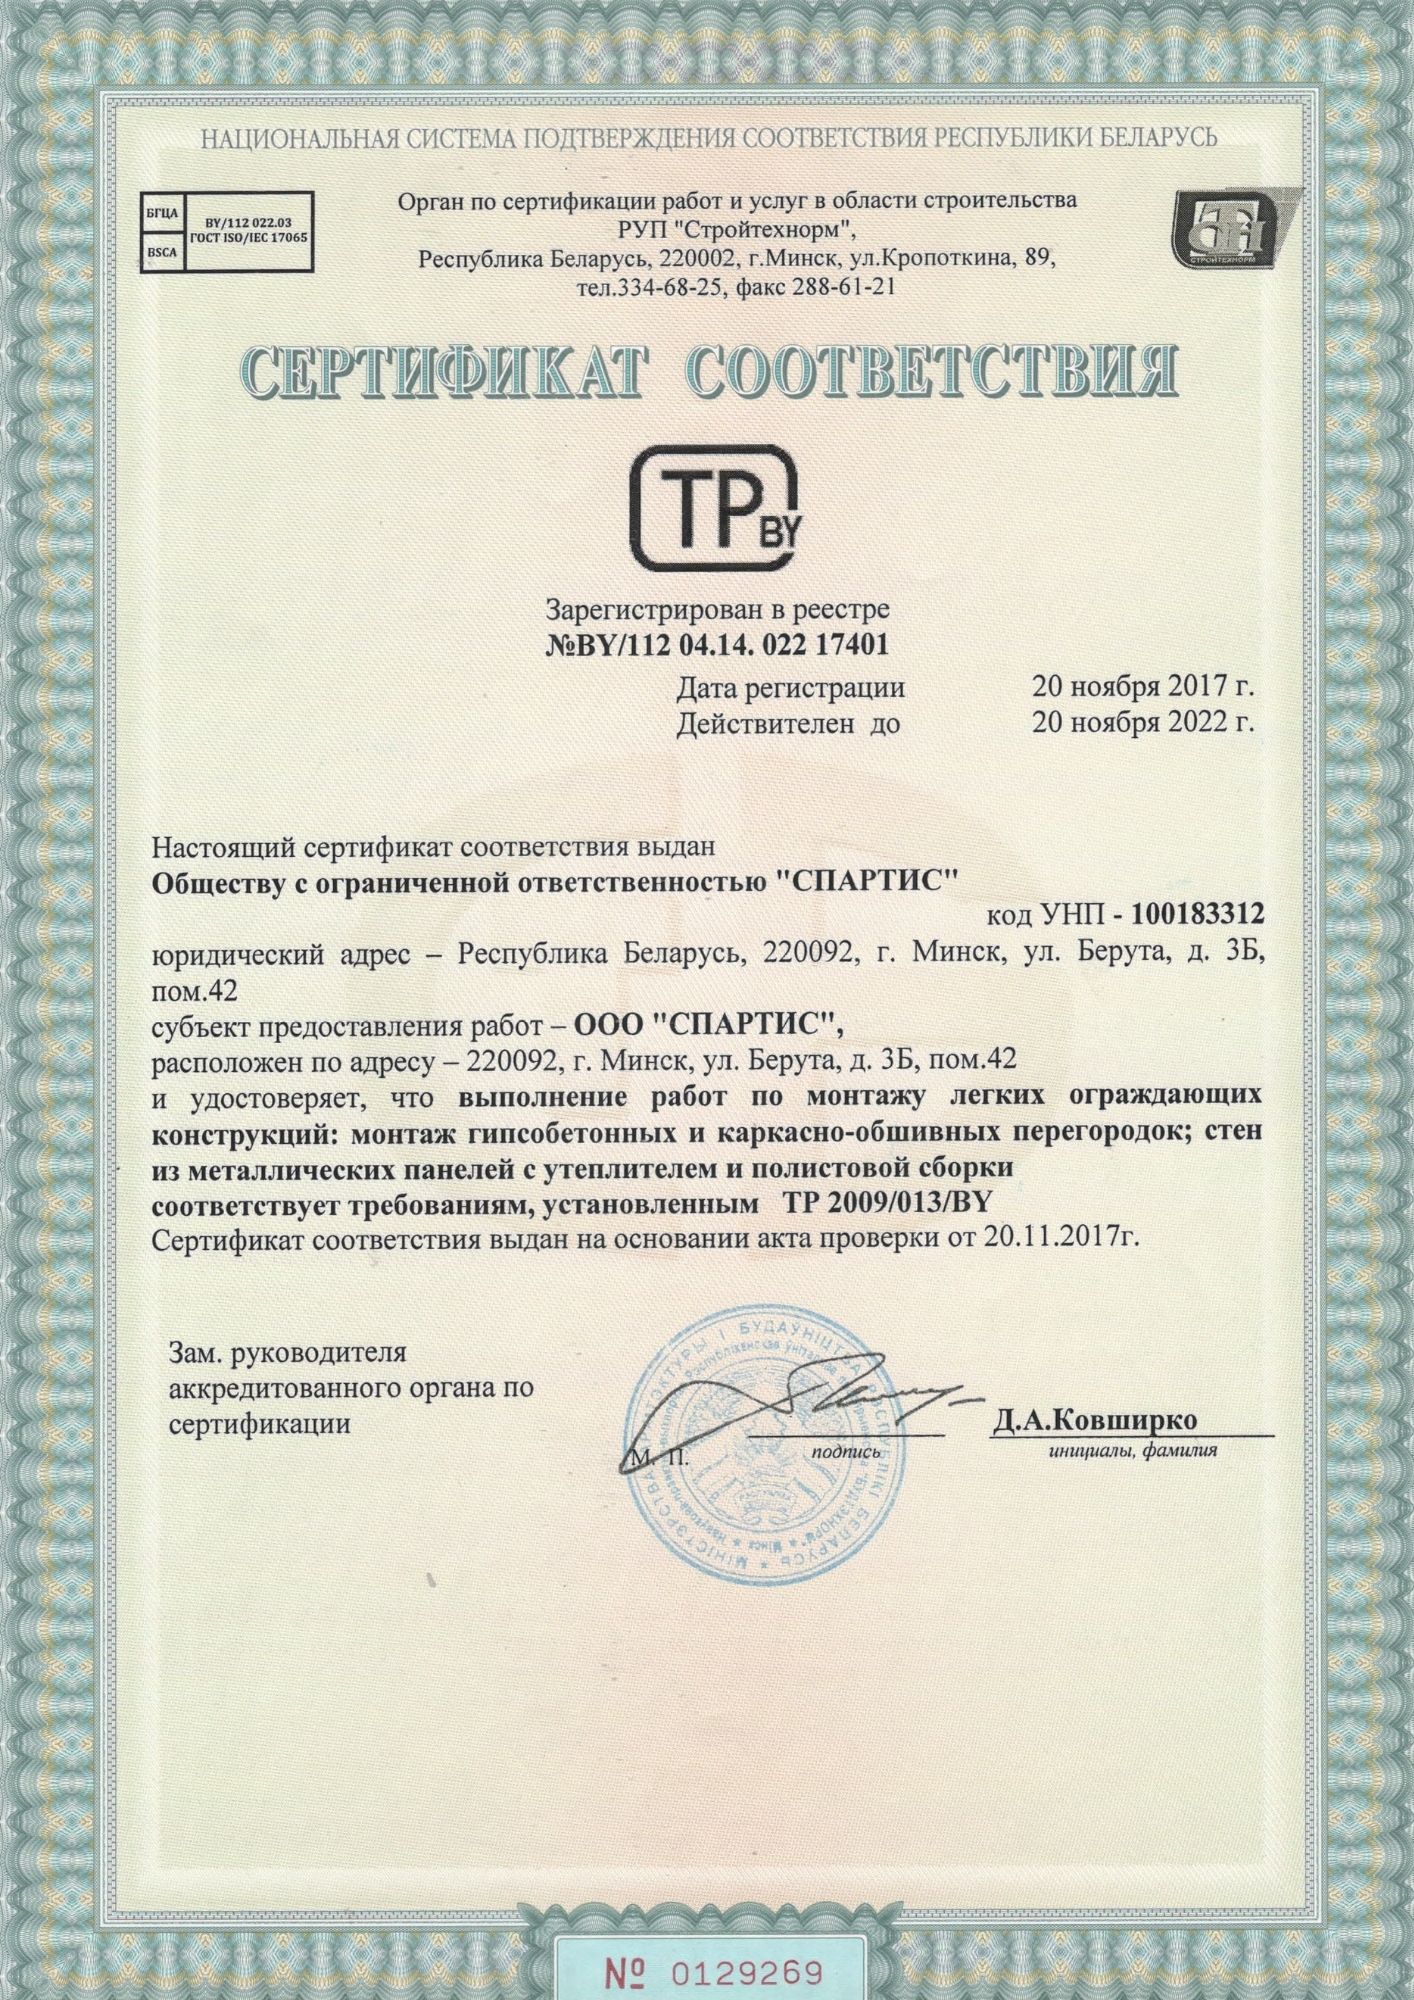 НАЦИОНАЛЬНАЯ СИСТЕМА ПОДТВЕРЖДЕНИЯ СООТВЕТСТВИЯ РЕСПУБЛИКИ БЕЛАРУСЬ
БГЦА
BSCA
BY/112 022.03
ГОСТ ISO/IEC 17065
Орган по сертификации работ и услуг в области строительства
РУП "Стройтехнорм",
Республика Беларусь, 220002, г.Минск, ул.Кропоткина, 89,
тел.334-68-25, факс 288-61-21
СТН
СТРОЙТЕХНОРМ
СЕРТИФИКАТ СООТВЕТСТВИЯ
ТР BY
Зарегистрирован в реестре
№BY/112 04.14. 022 17401
Дата регистрации 20 ноября 2017 г.
Действителен до 20 ноября 2022 г.
Настоящий сертификат соответствия выдан
Обществу с ограниченной ответственностью "СПАРТИС"
код УНП - 100183312
юридический адрес – Республика Беларусь, 220092, г. Минск, ул. Берута, д. 3Б,
пом.42
субъект предоставления работ – ООО "СПАРТИС",
расположен по адресу – 220092, г. Минск, ул. Берута, д. 3Б, пом.42
и удостоверяет, что выполнение работ по монтажу легких ограждающих
конструкций: монтаж гипсобетонных и каркасно-обшивных перегородок; стен
из металлических панелей с утеплителем и полистовой сборки
соответствует требованиям, установленным ТР 2009/013/BY
Сертификат соответствия выдан на основании акта проверки от 20.11.2017г.
Зам. руководителя
аккредитованного органа по
сертификации
М. П.
подпись
Д.А.Ковширко
инициалы, фамилия
№ 0129269